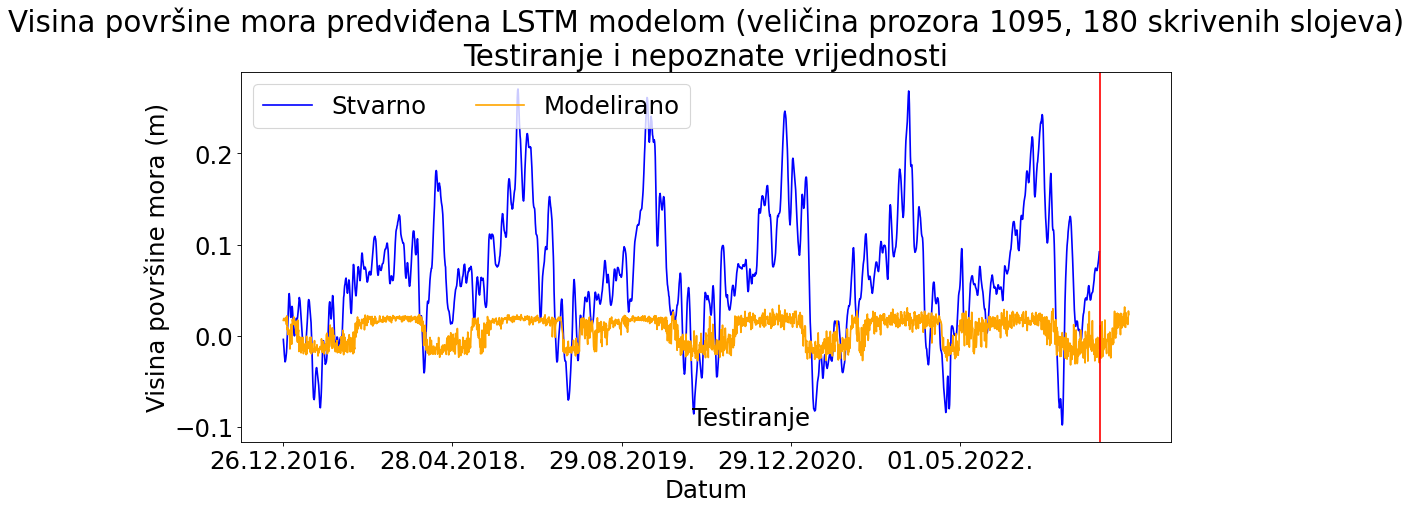 Visina površine mora predviđena LSTM modelom (veličina prozora 1095, 180 skrivenih slojeva)
Testiranje i nepoznate vrijednosti
Stvarno Modelirano
Visina površine mora (m)
0.2
0.1
0.0
−0.1
Testiranje
26.12.2016. 28.04.2018. 29.08.2019. 29.12.2020. 01.05.2022.
Datum